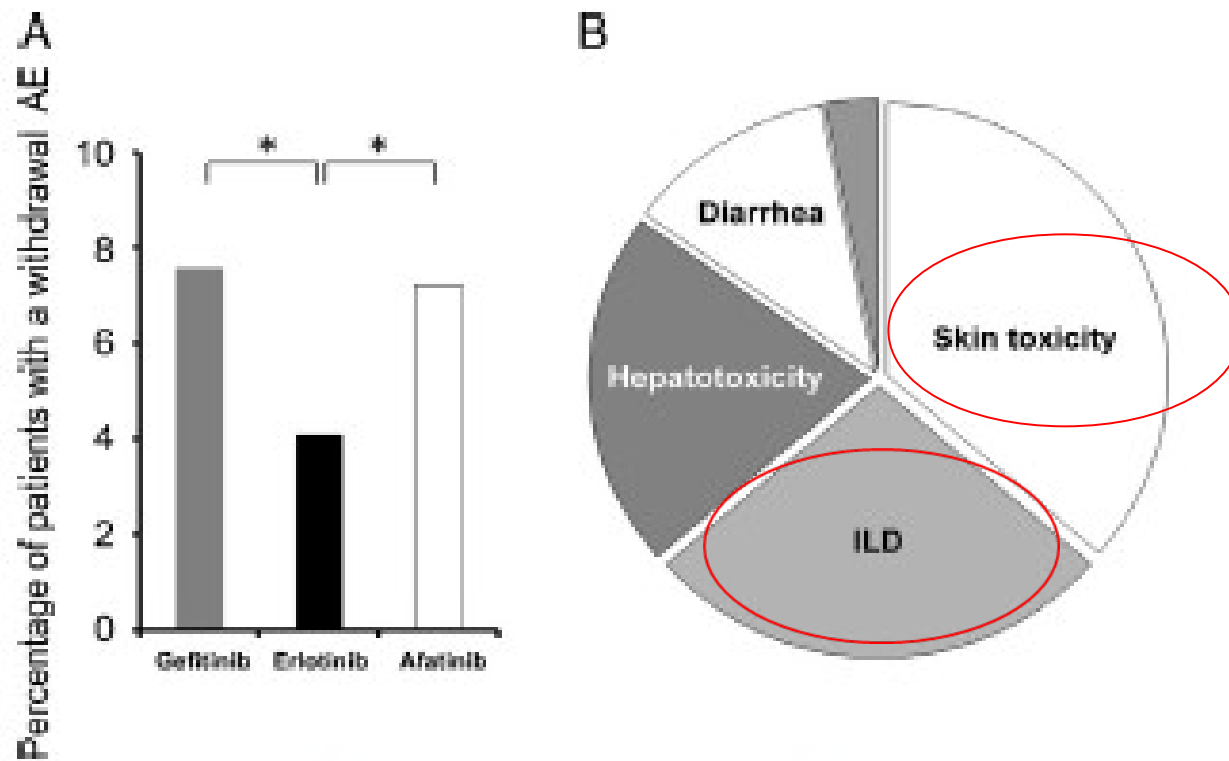 A
B
Percentage of patients with a withdrawal AE
10
8
6
4
2
0
* *
Gefitinib Erlotinib Afatinib
Diarrhea
Skin toxicity
Hepatotoxicity
ILD